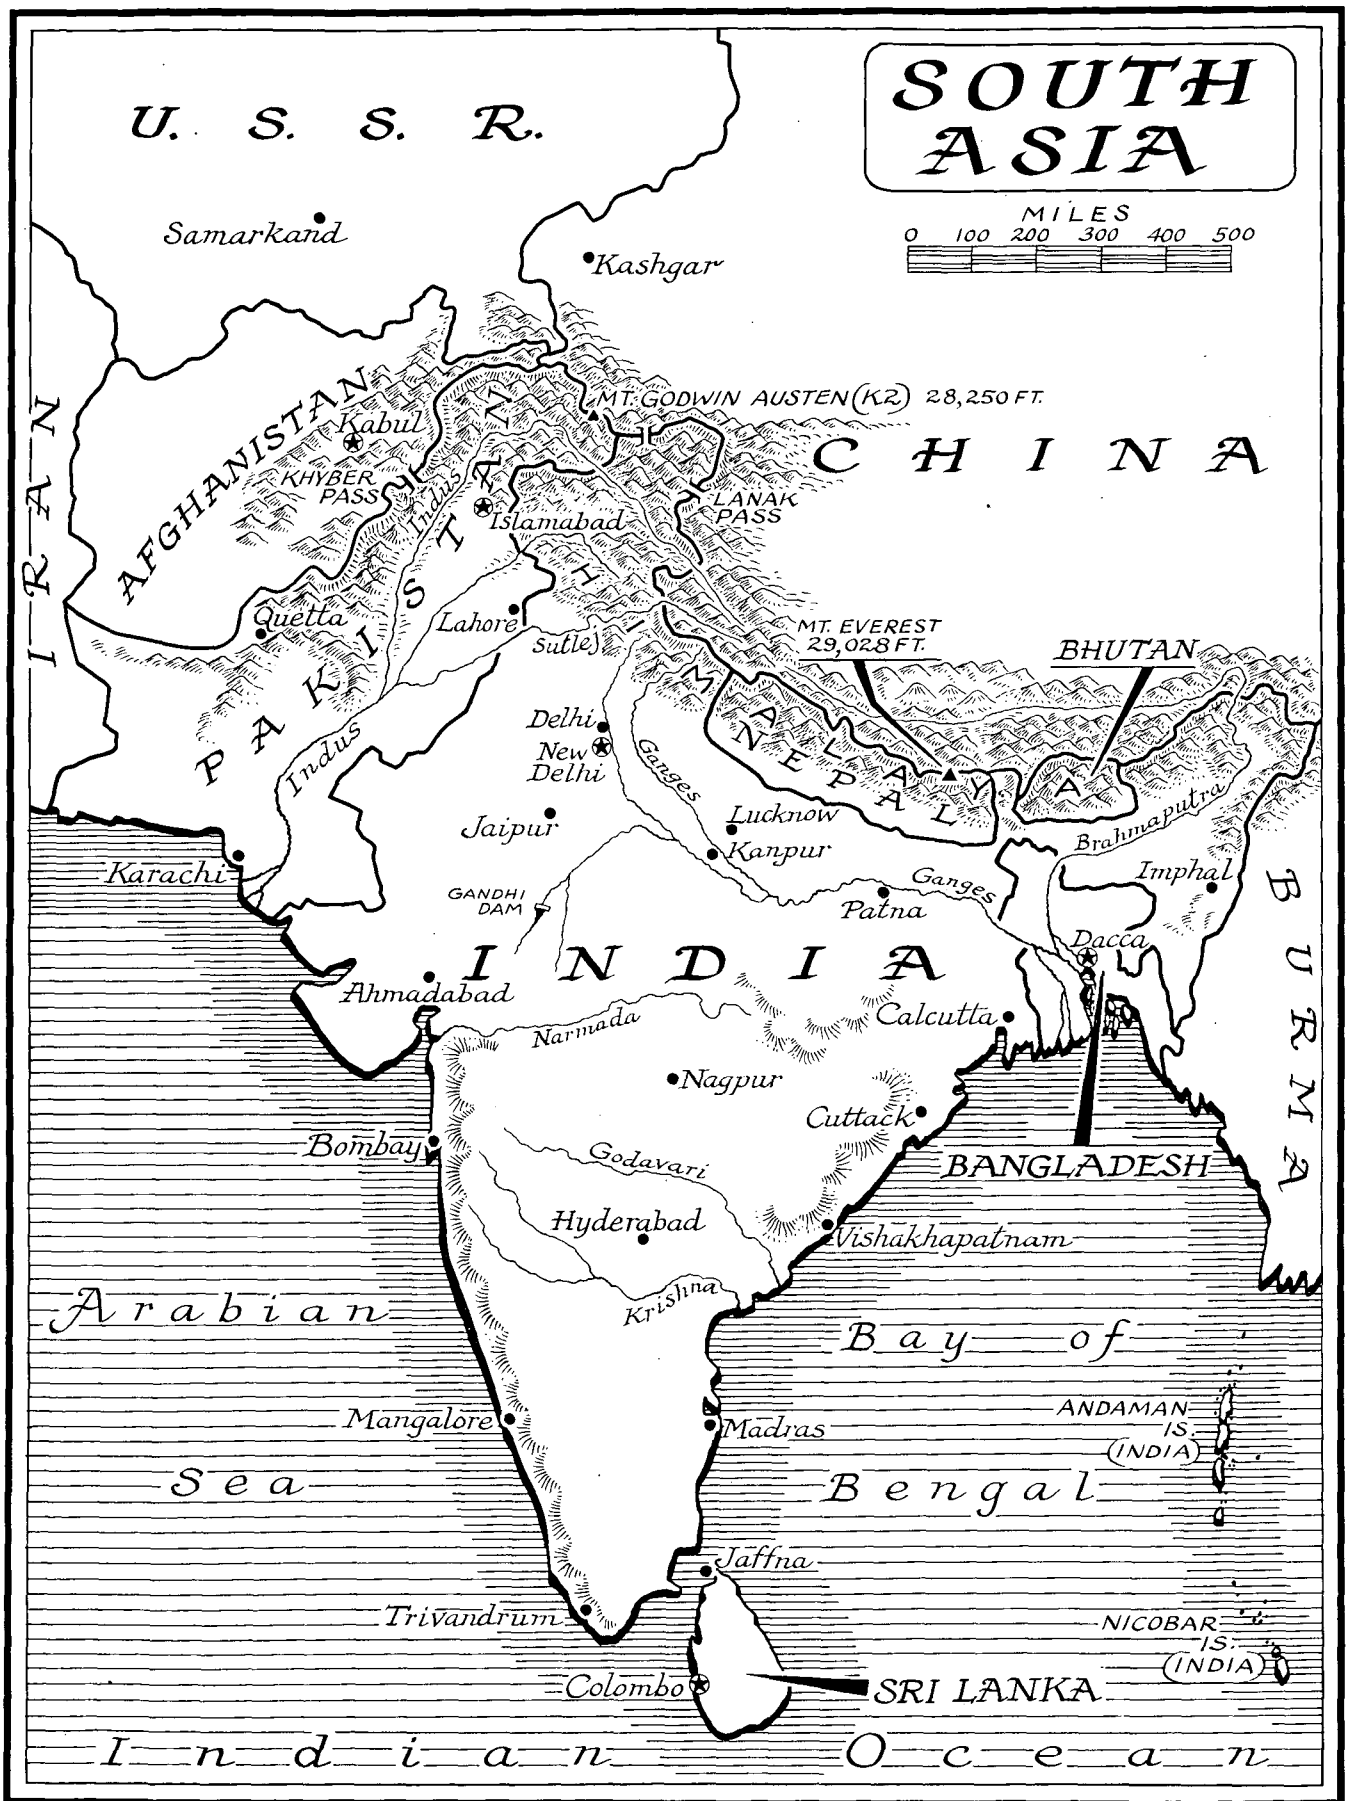 SOUTH
ASIA
MILES
0 100 200 300 400 500
U. S. S. R.
Samarkand
Kashgar
IRAN
AFGHANISTAN
Kabul
KHYBER
PASS
MT. GODWIN AUSTEN (K2) 28,250 FT.
CHINA
LANAK
PASS
Indus
Islamabad
PAKISTAN
Quetta
Lahore
Sutlej
HIMALAYA
MT. EVEREST
29,028 FT.
BHUTAN
NEPAL
Indus
Delhi
New
Delhi
Ganges
Jaipur
Lucknow
Kanpur
Brahmaputra
Karachi
GANDHI
DAM
Ganges
Patna
Imphal
BURMA
Dacca
INDIA
Ahmadabad
Narmada
Calcutta
Nagpur
Cuttack
Bombay
Godavari
BANGLADESH
Hyderabad
Vishakhapatnam
Krishna
Arabian
Sea
Bay of
Bengal
ANDAMAN
IS.
(INDIA)
Mangalore
Madras
Jaffna
Trivandrum
NICOBAR
IS.
(INDIA)
Colombo
SRI LANKA
Indian Ocean